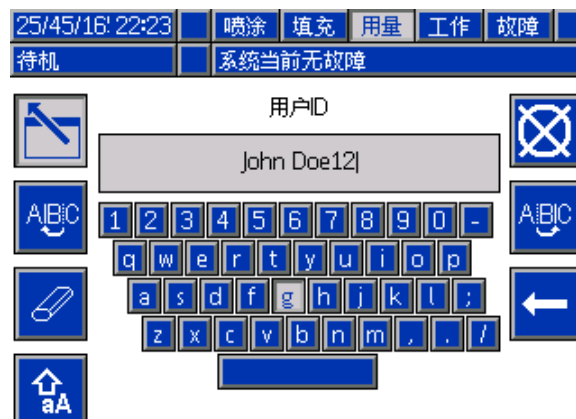 25/45/16 22:23 喷涂 填充 用量 工作 故障
待机 系统当前无故障
用户ID
John Doe12
A|B|C A|B|C
1 2 3 4 5 6 7 8 9 0 -
q w e r t y u i o p
a s d f g h j k l ;
z x c v b n m , . /
aA